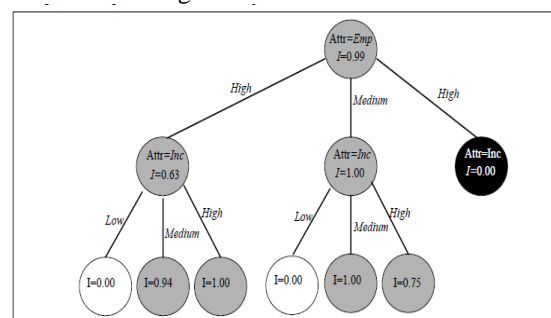 Attr=Emp
I=0.99
High
Medium
High
Attr=Inc
I=0.63
Attr=Inc
I=1.00
Attr=Inc
I=0.00
Low
Medium
High
Low
Medium
High
I=0.00
I=0.94
I=1.00
I=0.00
I=1.00
I=0.75